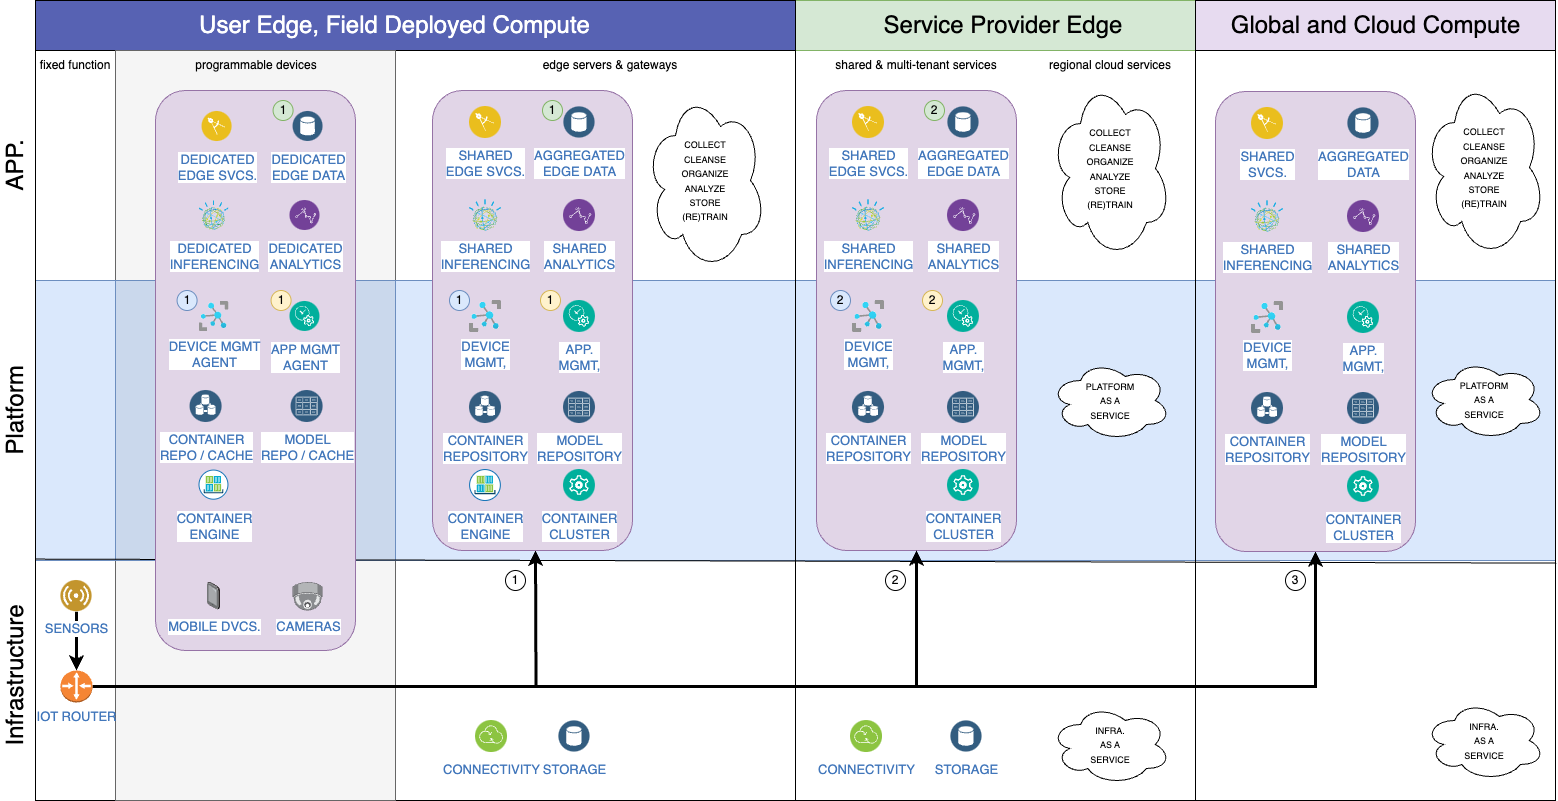 User Edge, Field Deployed Compute
Service Provider Edge
Global and Cloud Compute
fixed function
programmable devices
edge servers & gateways
shared & multi-tenant services
regional cloud services
APP.
Platform
Infrastructure
1
DEDICATED
EDGE SVCS.
DEDICATED
EDGE DATA
DEDICATED
INFERENCING
DEDICATED
ANALYTICS
1
1
DEVICE MGMT
AGENT
APP MGMT
AGENT
CONTAINER
REPO / CACHE
MODEL
REPO / CACHE
CONTAINER
ENGINE
MOBILE DVCS.
CAMERAS
SENSORS
IOT ROUTER
1
SHARED
EDGE SVCS.
AGGREGATED
EDGE DATA
SHARED
INFERENCING
SHARED
ANALYTICS
1
1
DEVICE
MGMT,
APP.
MGMT,
CONTAINER
REPOSITORY
MODEL
REPOSITORY
CONTAINER
ENGINE
CONTAINER
CLUSTER
COLLECT
CLEANSE
ORGANIZE
ANALYZE
STORE
(RE)TRAIN
1
CONNECTIVITY
STORAGE
2
SHARED
EDGE SVCS.
AGGREGATED
EDGE DATA
SHARED
INFERENCING
SHARED
ANALYTICS
2
2
DEVICE
MGMT,
APP.
MGMT,
CONTAINER
REPOSITORY
MODEL
REPOSITORY
CONTAINER
CLUSTER
COLLECT
CLEANSE
ORGANIZE
ANALYZE
STORE
(RE)TRAIN
PLATFORM
AS A
SERVICE
2
CONNECTIVITY
STORAGE
INFRA.
AS A
SERVICE
SHARED
SVCS.
AGGREGATED
DATA
SHARED
INFERENCING
SHARED
ANALYTICS
DEVICE
MGMT,
APP.
MGMT,
CONTAINER
REPOSITORY
MODEL
REPOSITORY
CONTAINER
CLUSTER
COLLECT
CLEANSE
ORGANIZE
ANALYZE
STORE
(RE)TRAIN
PLATFORM
AS A
SERVICE
3
INFRA.
AS A
SERVICE